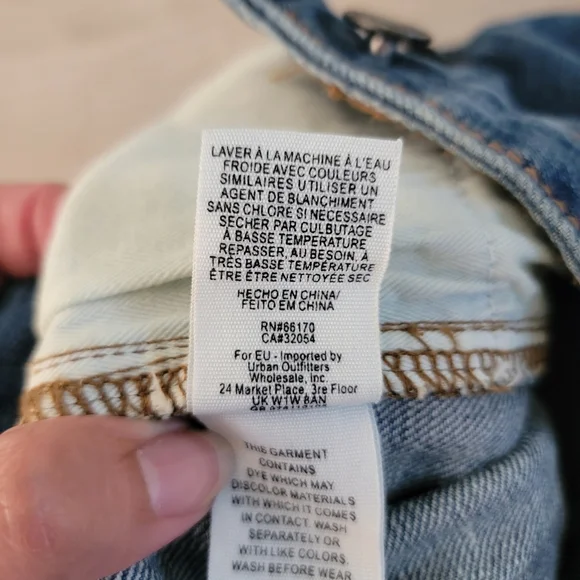 LAVER À LA MACHINE À L'EAU
FROIDE AVEC COULEURS
SIMILAIRES UTILISER UN
AGENT DE BLANCHIMENT
SANS CHLORE SI NECESSAIRE
SECHER PAR CULBUTAGE
À BASSE TEMPERATURE
REPASSER, AU BESOIN, À
TRÈS BASSE TEMPÉRATURE
ÊTRE ÊTRE NETTOYEE SEC
HECHO EN CHINA/
FEITO EM CHINA
RN#66170
CA#32054
For EU - Imported by
Urban Outfitters
Wholesale, Inc.
24 Market Place, 3rd Floor
UK W1W 8AN
THIS GARMENT
CONTAINS
DYE WHICH MAY
DISCOLOR MATERIALS
WITH WHICH IT COMES
IN CONTACT. WASH
SEPARATELY OR
WITH LIKE COLORS.
WASH BEFORE WEAR